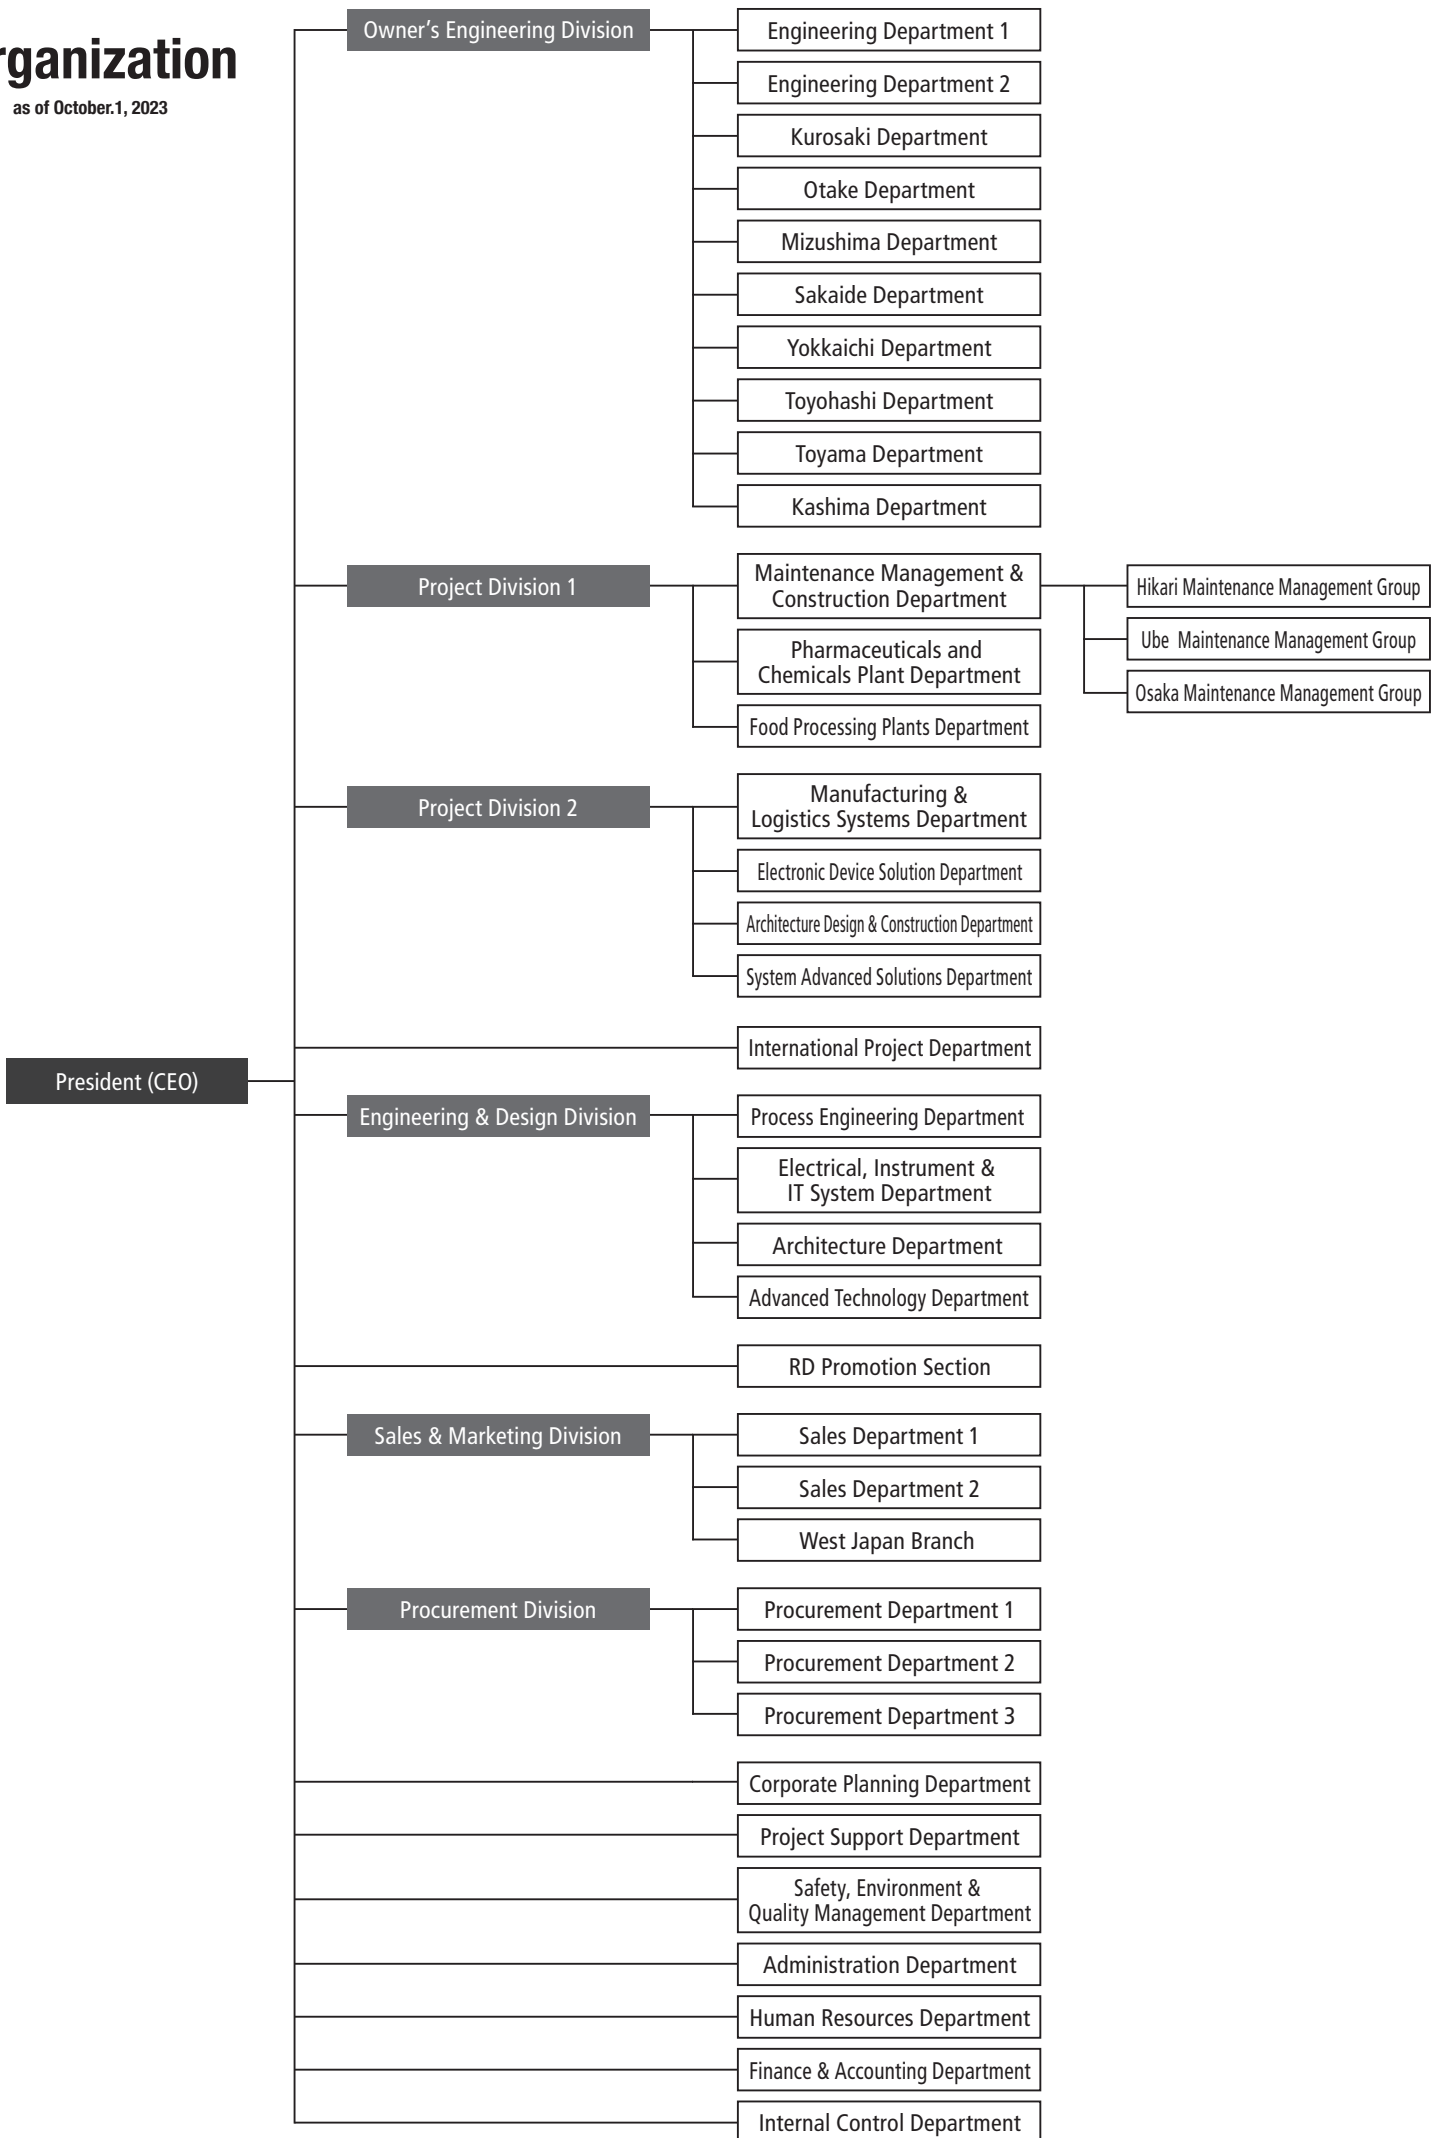 rganization
as of October.1, 2023
President (CEO)
Owner’s Engineering Division
Engineering Department 1
Engineering Department 2
Kurosaki Department
Otake Department
Mizushima Department
Sakaide Department
Yokkaichi Department
Toyohashi Department
Toyama Department
Kashima Department
Project Division 1
Maintenance Management &
Construction Department
Hikari Maintenance Management Group
Ube Maintenance Management Group
Osaka Maintenance Management Group
Pharmaceuticals and
Chemicals Plant Department
Food Processing Plants Department
Project Division 2
Manufacturing &
Logistics Systems Department
Electronic Device Solution Department
Architecture Design & Construction Department
System Advanced Solutions Department
International Project Department
Engineering & Design Division
Process Engineering Department
Electrical, Instrument &
IT System Department
Architecture Department
Advanced Technology Department
RD Promotion Section
Sales & Marketing Division
Sales Department 1
Sales Department 2
West Japan Branch
Procurement Division
Procurement Department 1
Procurement Department 2
Procurement Department 3
Corporate Planning Department
Project Support Department
Safety, Environment &
Quality Management Department
Administration Department
Human Resources Department
Finance & Accounting Department
Internal Control Department